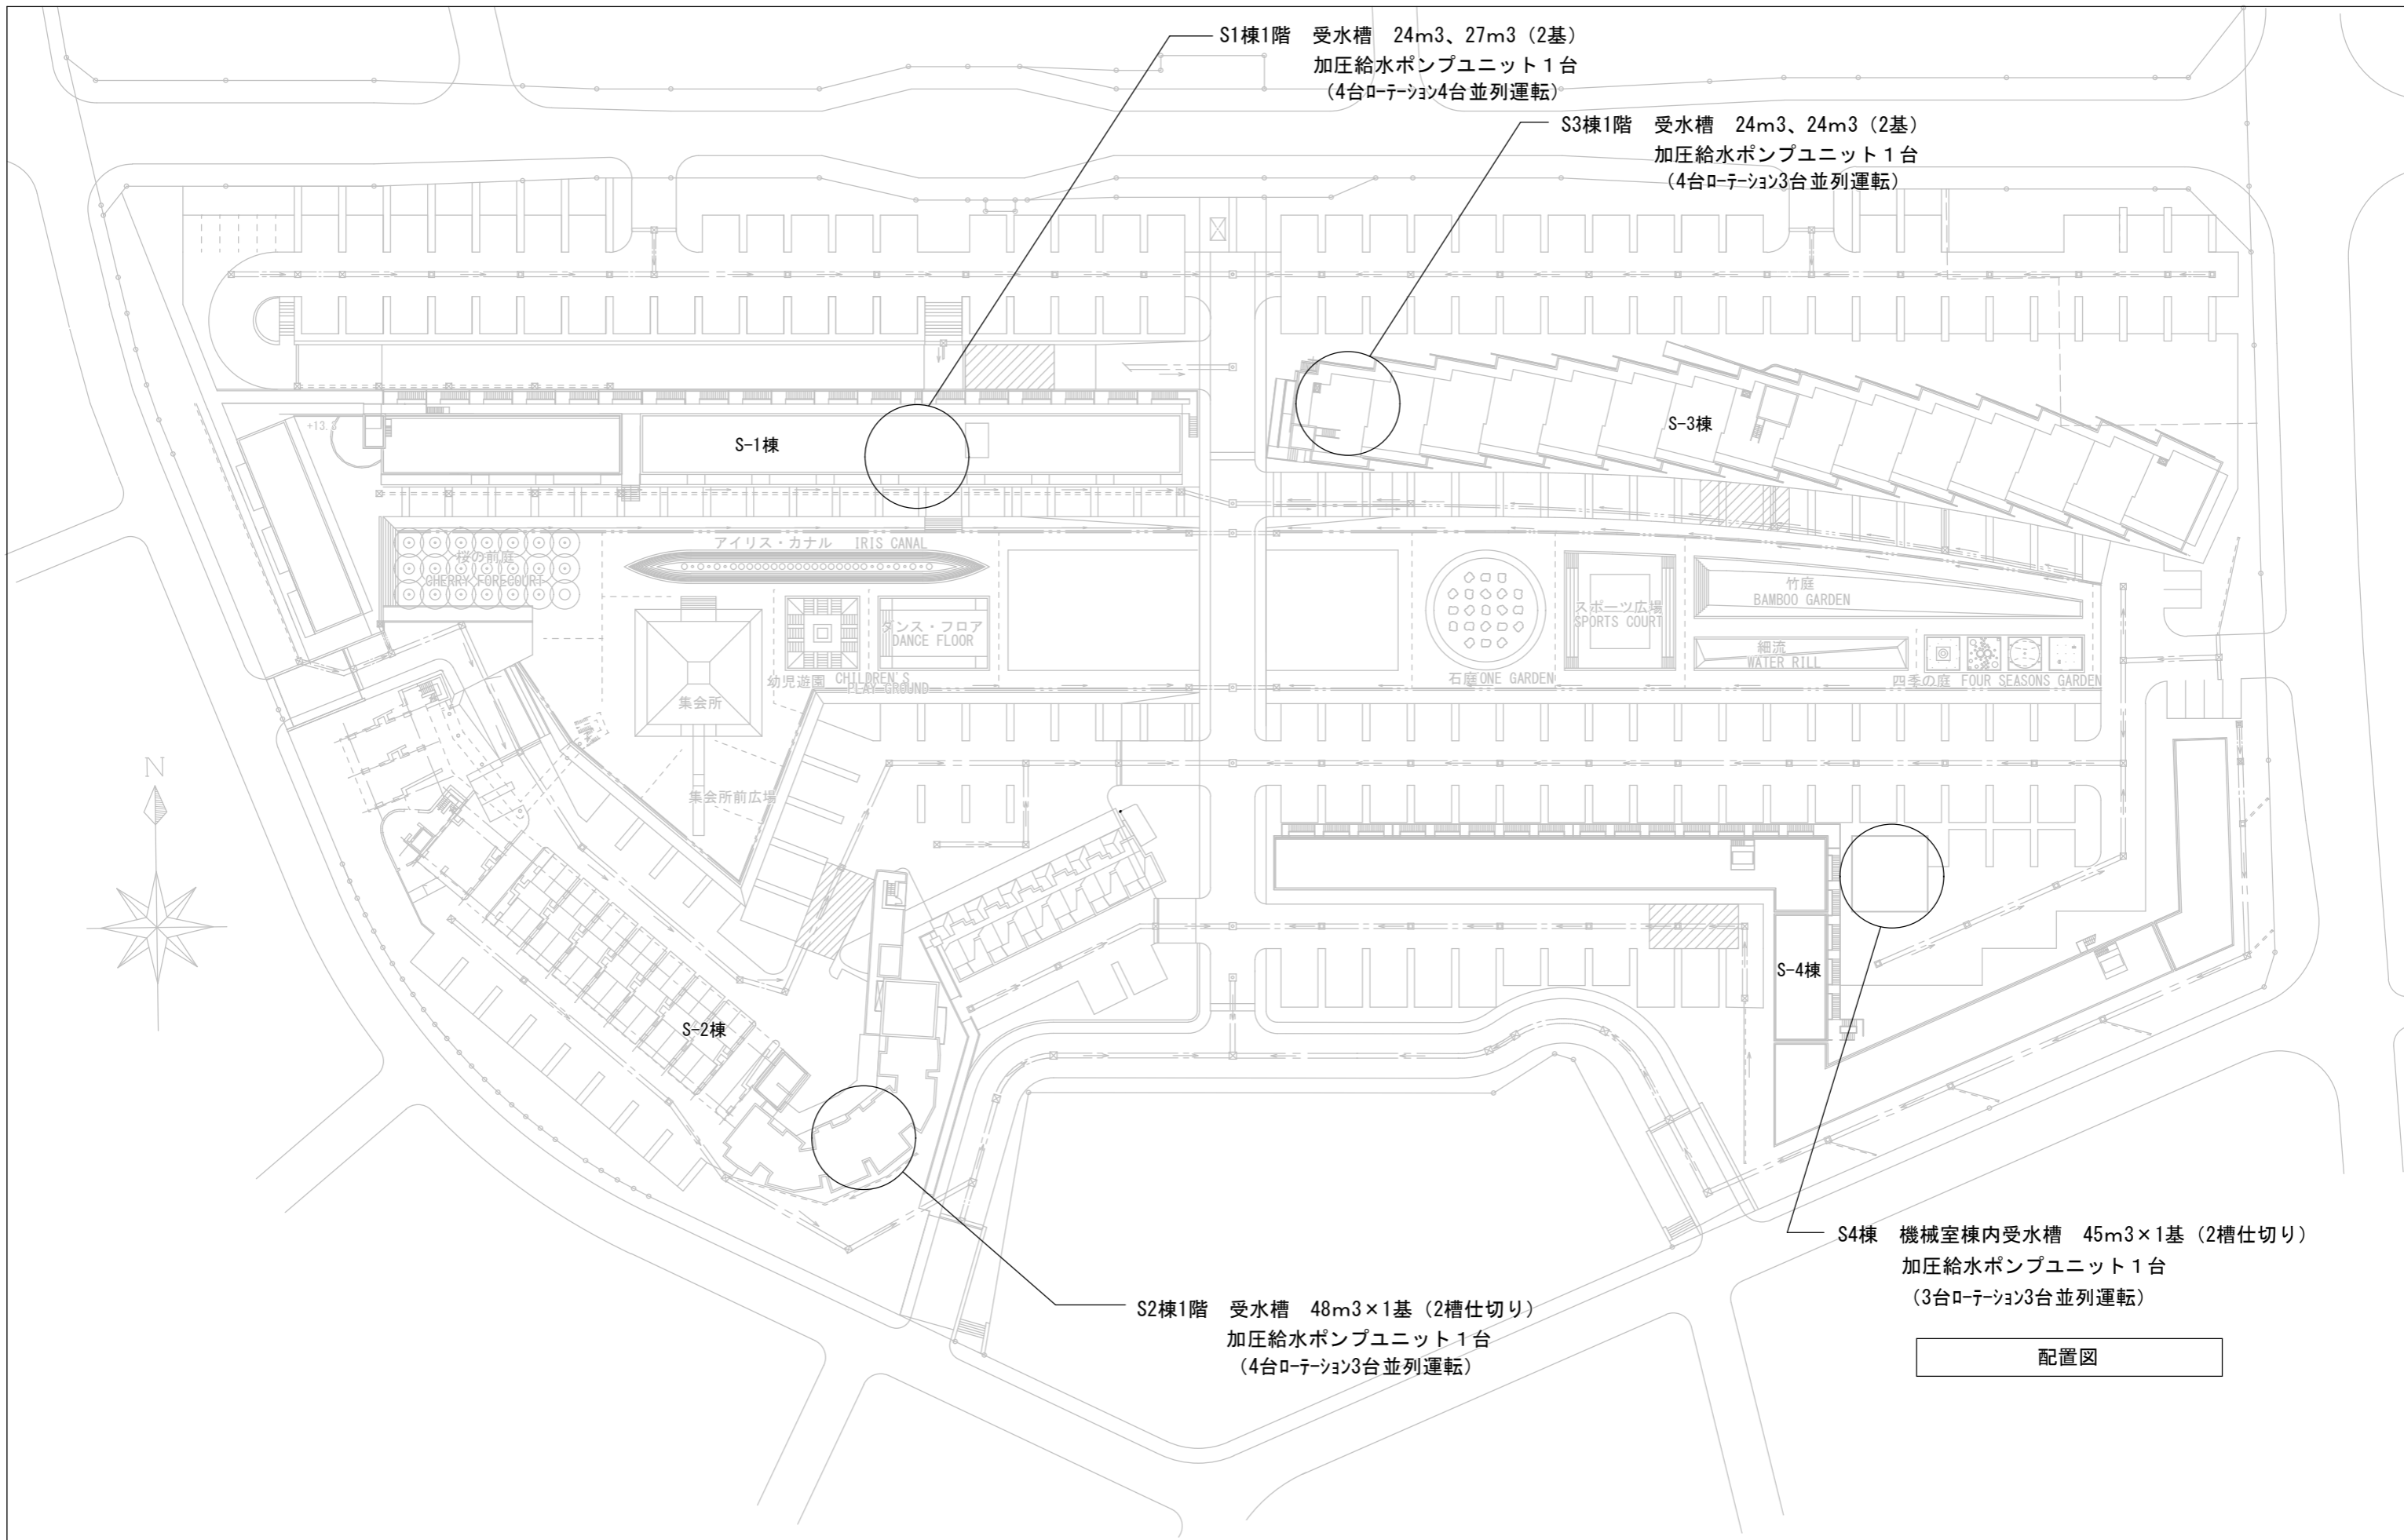 S1棟1階　受水槽　24m3、27m3（2基）
加圧給水ポンプユニット１台
（4台ﾛｰﾃｰｼｮﾝ4台並列運転）
S3棟1階　受水槽　24m3、24m3（2基）
加圧給水ポンプユニット１台
（4台ﾛｰﾃｰｼｮﾝ3台並列運転）
S-1棟
S-3棟
アイリス・カナル　IRIS CANAL
桜の前庭
CHERRY FORECOURT
竹庭
BAMBOO GARDEN
スポーツ広場
SPORTS COURT
ダンス・フロア
DANCE FLOOR
細流
WATER RILL
幼児遊園　CHILDREN'S
PLAY GROUND
石庭
ONE GARDEN
四季の庭　FOUR SEASONS GARDEN
集会所
N
集会所前広場
S-4棟
S-2棟
S4棟　機械室棟内受水槽　45m3×1基（2槽仕切り）
加圧給水ポンプユニット１台
（3台ﾛｰﾃｰｼｮﾝ3台並列運転）
S2棟1階　受水槽　48m3×1基（2槽仕切り）
加圧給水ポンプユニット１台
（4台ﾛｰﾃｰｼｮﾝ3台並列運転）
配置図